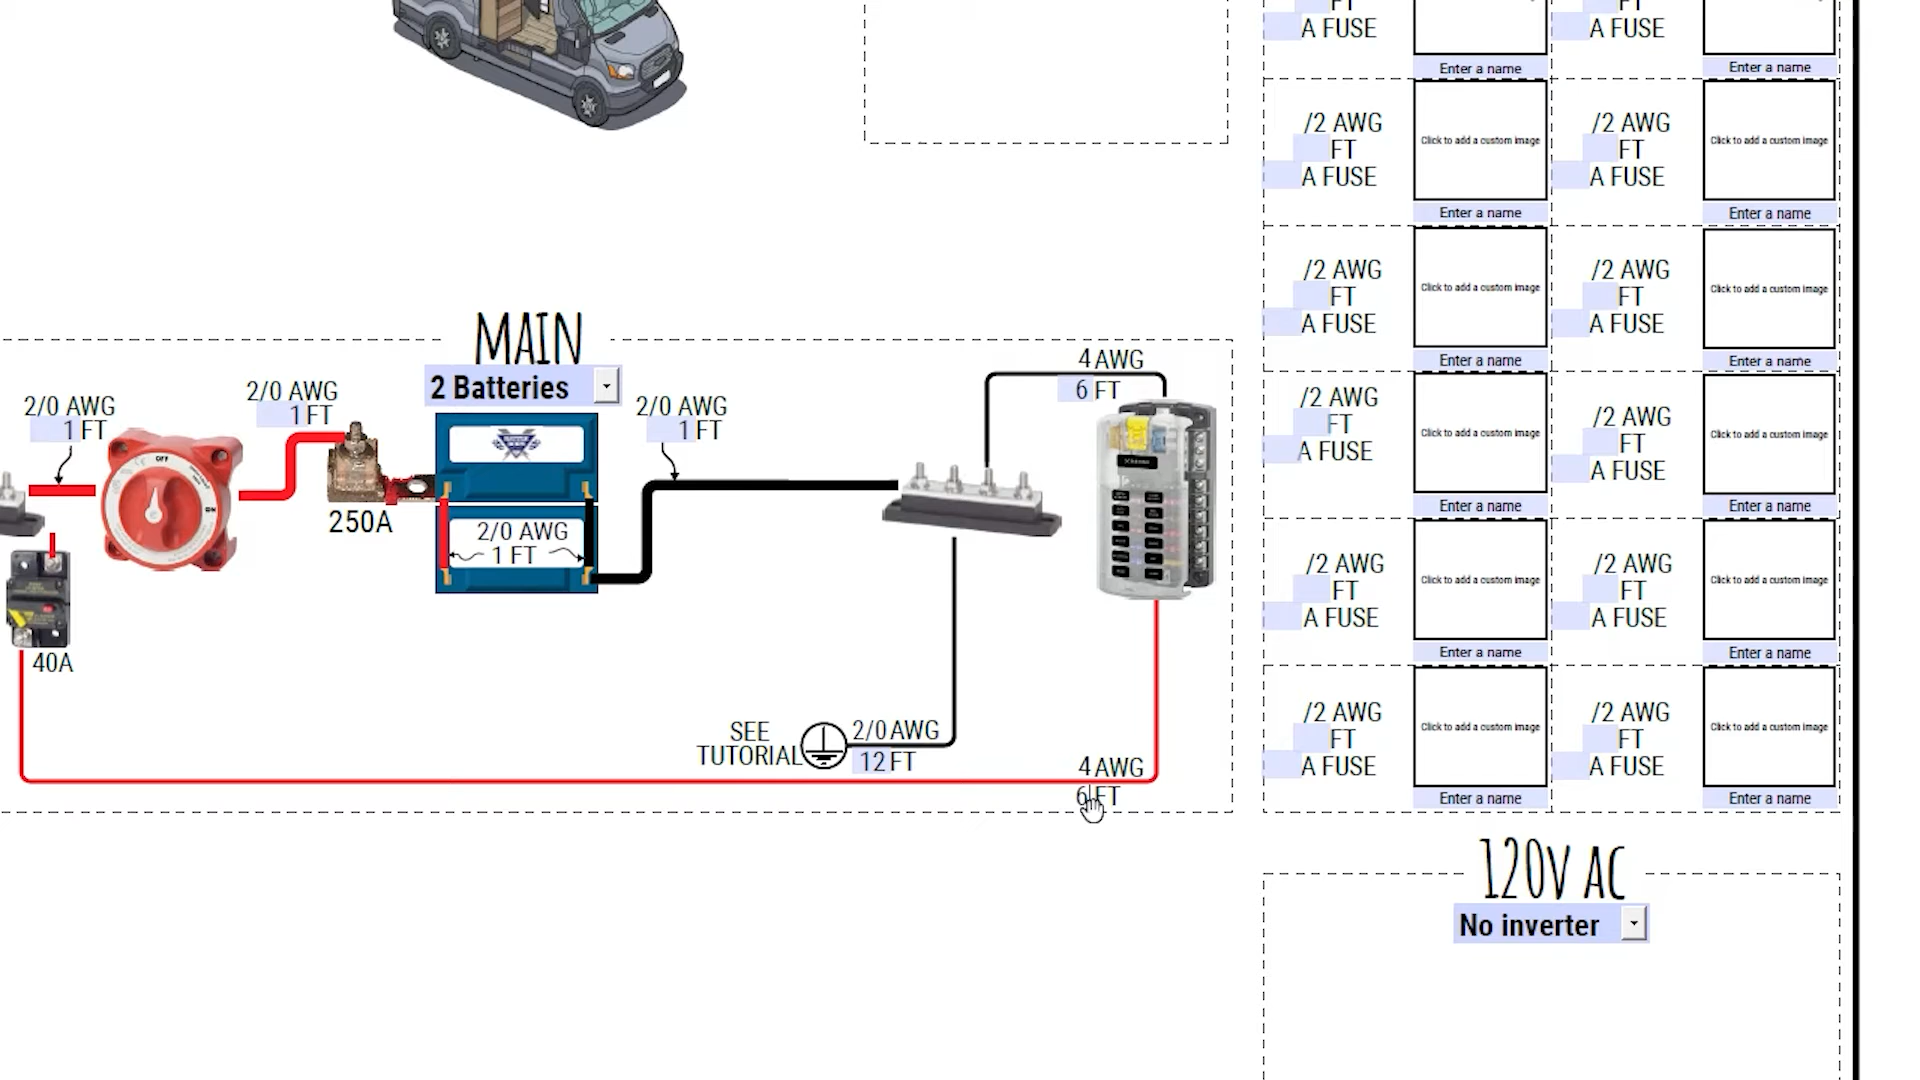 FT
A FUSE
Enter a name
FT
A FUSE
Enter a name
/2 AWG
FT
A FUSE
Click to add a custom image
Enter a name
/2 AWG
FT
A FUSE
Click to add a custom image
Enter a name
/2 AWG
FT
A FUSE
Click to add a custom image
Enter a name
/2 AWG
FT
A FUSE
Click to add a custom image
Enter a name
/2 AWG
FT
A FUSE
Click to add a custom image
Enter a name
/2 AWG
FT
A FUSE
Click to add a custom image
Enter a name
/2 AWG
FT
A FUSE
Click to add a custom image
Enter a name
/2 AWG
FT
A FUSE
Click to add a custom image
Enter a name
/2 AWG
FT
A FUSE
Click to add a custom image
Enter a name
/2 AWG
FT
A FUSE
Click to add a custom image
Enter a name
MAIN
2 Batteries
2/0 AWG
1 FT
2/0 AWG
1 FT
OFF
ON
250A
2/0 AWG
1 FT
2/0 AWG
1 FT
4 AWG
6 FT
40A
SEE
TUTORIAL
2/0 AWG
12 FT
4 AWG
6 FT
120V AC
No inverter